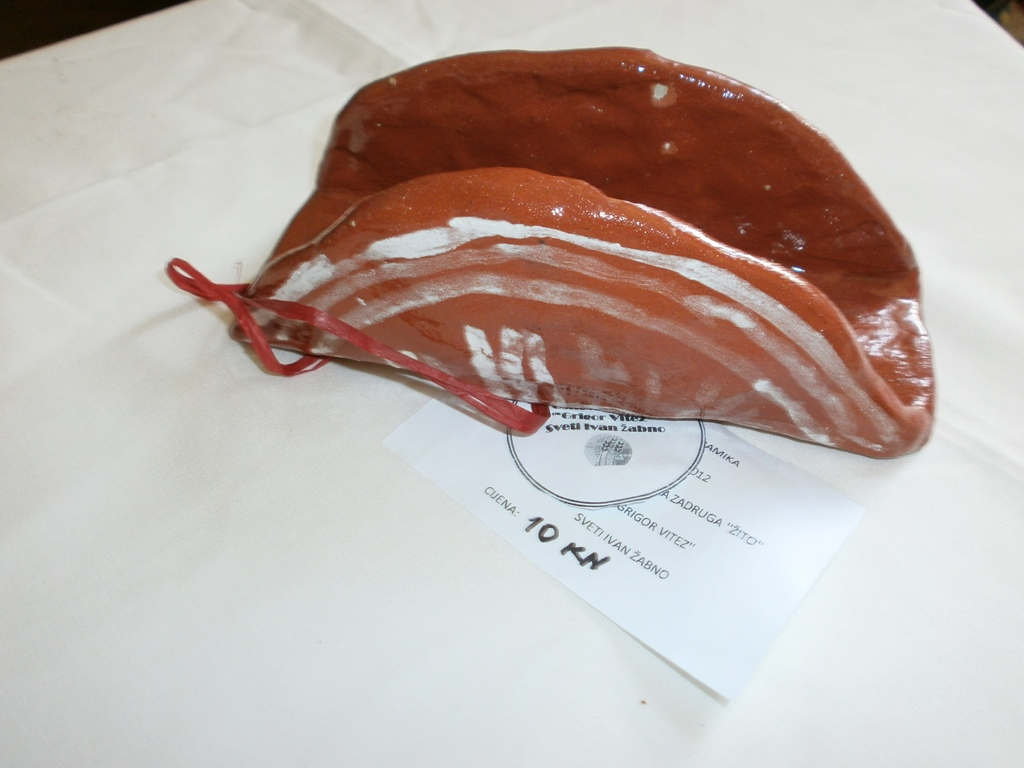 "Grigor Vitez"
Sveti Ivan Žabno
AMIKA
012
A ZADRUGA "ŽITO"
GRIGOR VITEZ"
SVETI IVAN ŽABNO
CIJENA: 10 KN